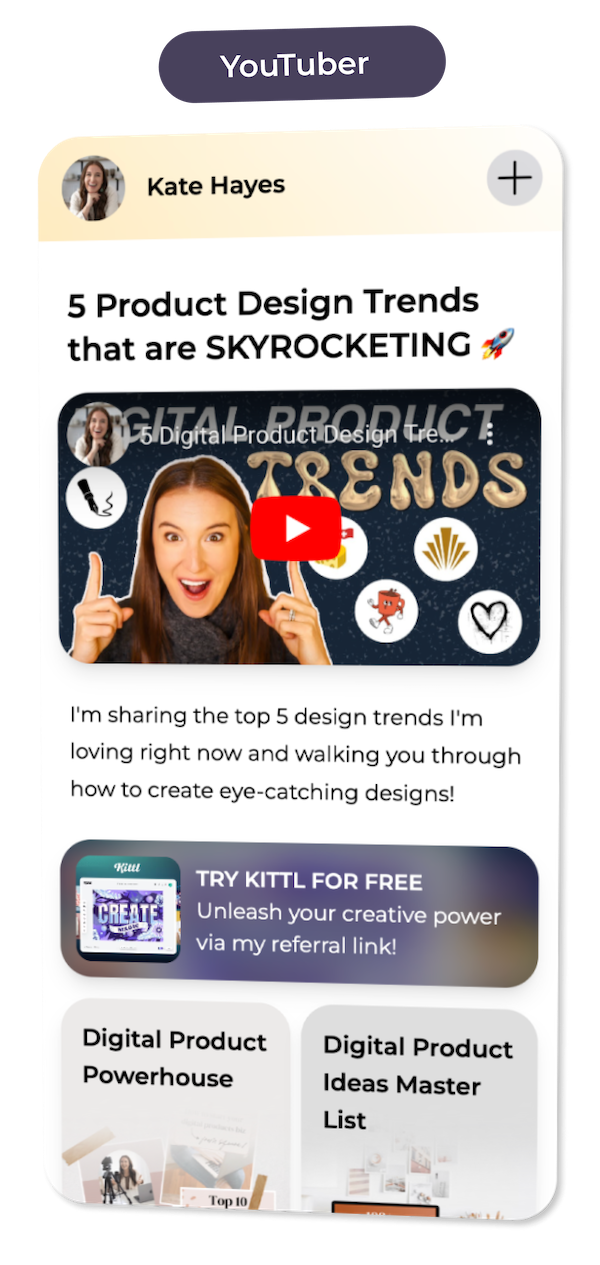 YouTuber
Kate Hayes
5 Product Design Trends
that are SKYROCKETING 🚀
DIGITAL PRODUCT
5 Digital Product Design Tre...
TRENDS
I'm sharing the top 5 design trends I'm
loving right now and walking you through
how to create eye-catching designs!
Kittl
CREATE
TRY KITTL FOR FREE
Unleash your creative power
via my referral link!
Digital Product
Powerhouse
Digital Product
Ideas Master
List
Top 10